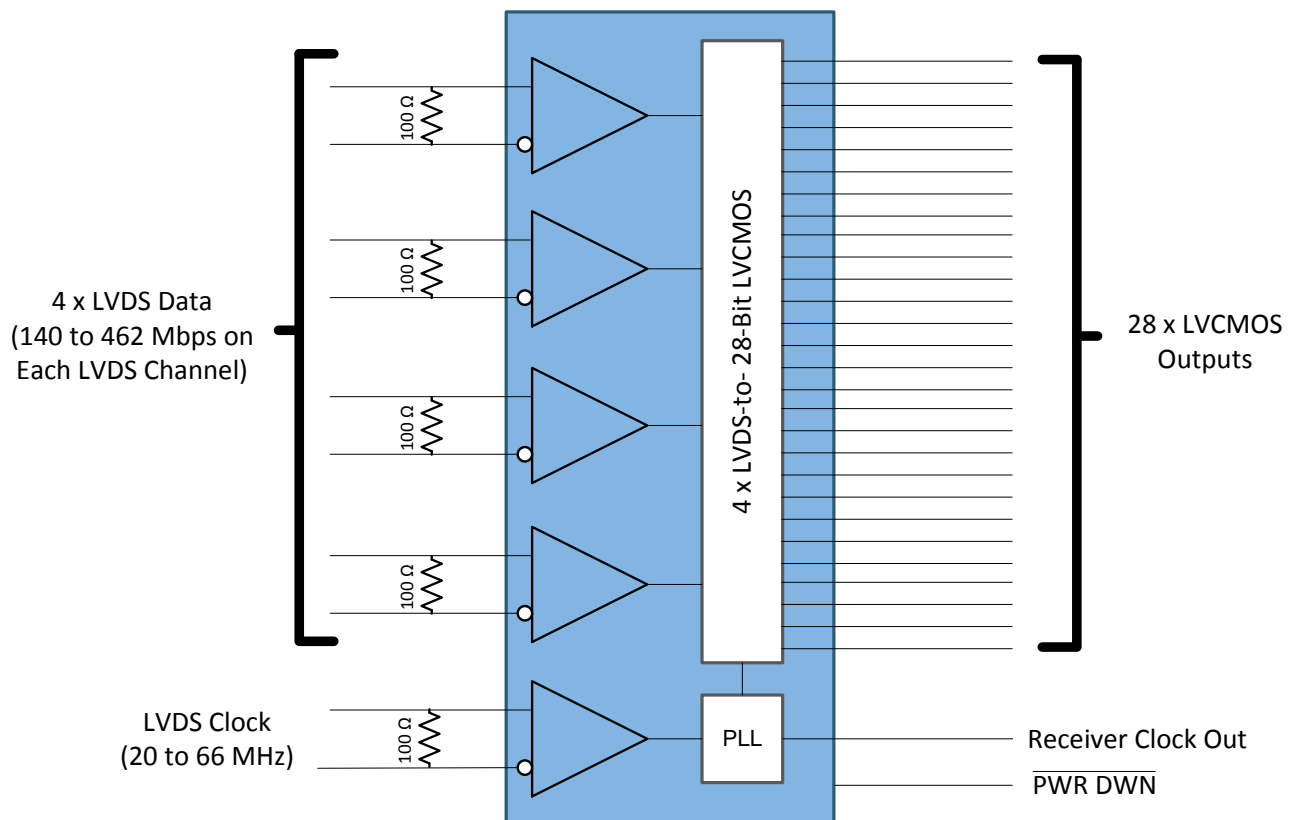 100 Ω
100 Ω
4 x LVDS Data
(140 to 462 Mbps on
Each LVDS Channel)
4 x LVDS-to- 28-Bit LVCMOS
28 x LVCMOS
Outputs
100 Ω
100 Ω
LVDS Clock
(20 to 66 MHz)
100 Ω
PLL
Receiver Clock Out
PWR DWN